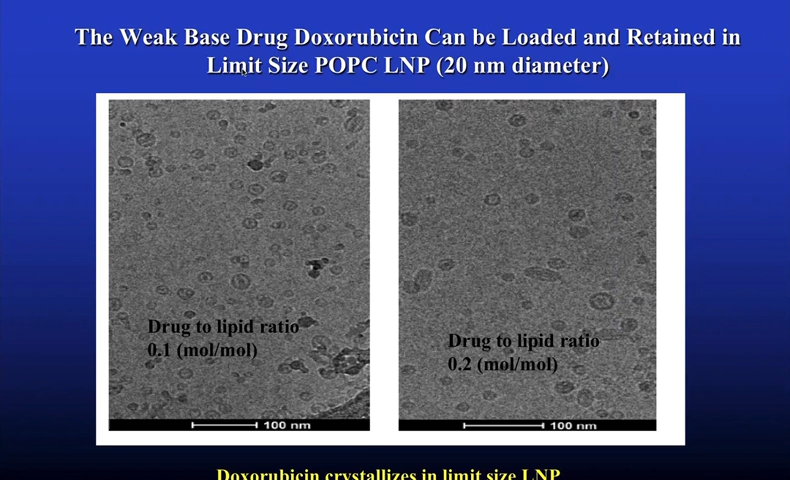 The Weak Base Drug Doxorubicin Can be Loaded and Retained in
Limit Size POPC LNP (20 nm diameter)
Drug to lipid ratio
0.1 (mol/mol)
Drug to lipid ratio
0.2 (mol/mol)
100 nm
100 nm
Doxorubicin crystallizes in limit size LNP